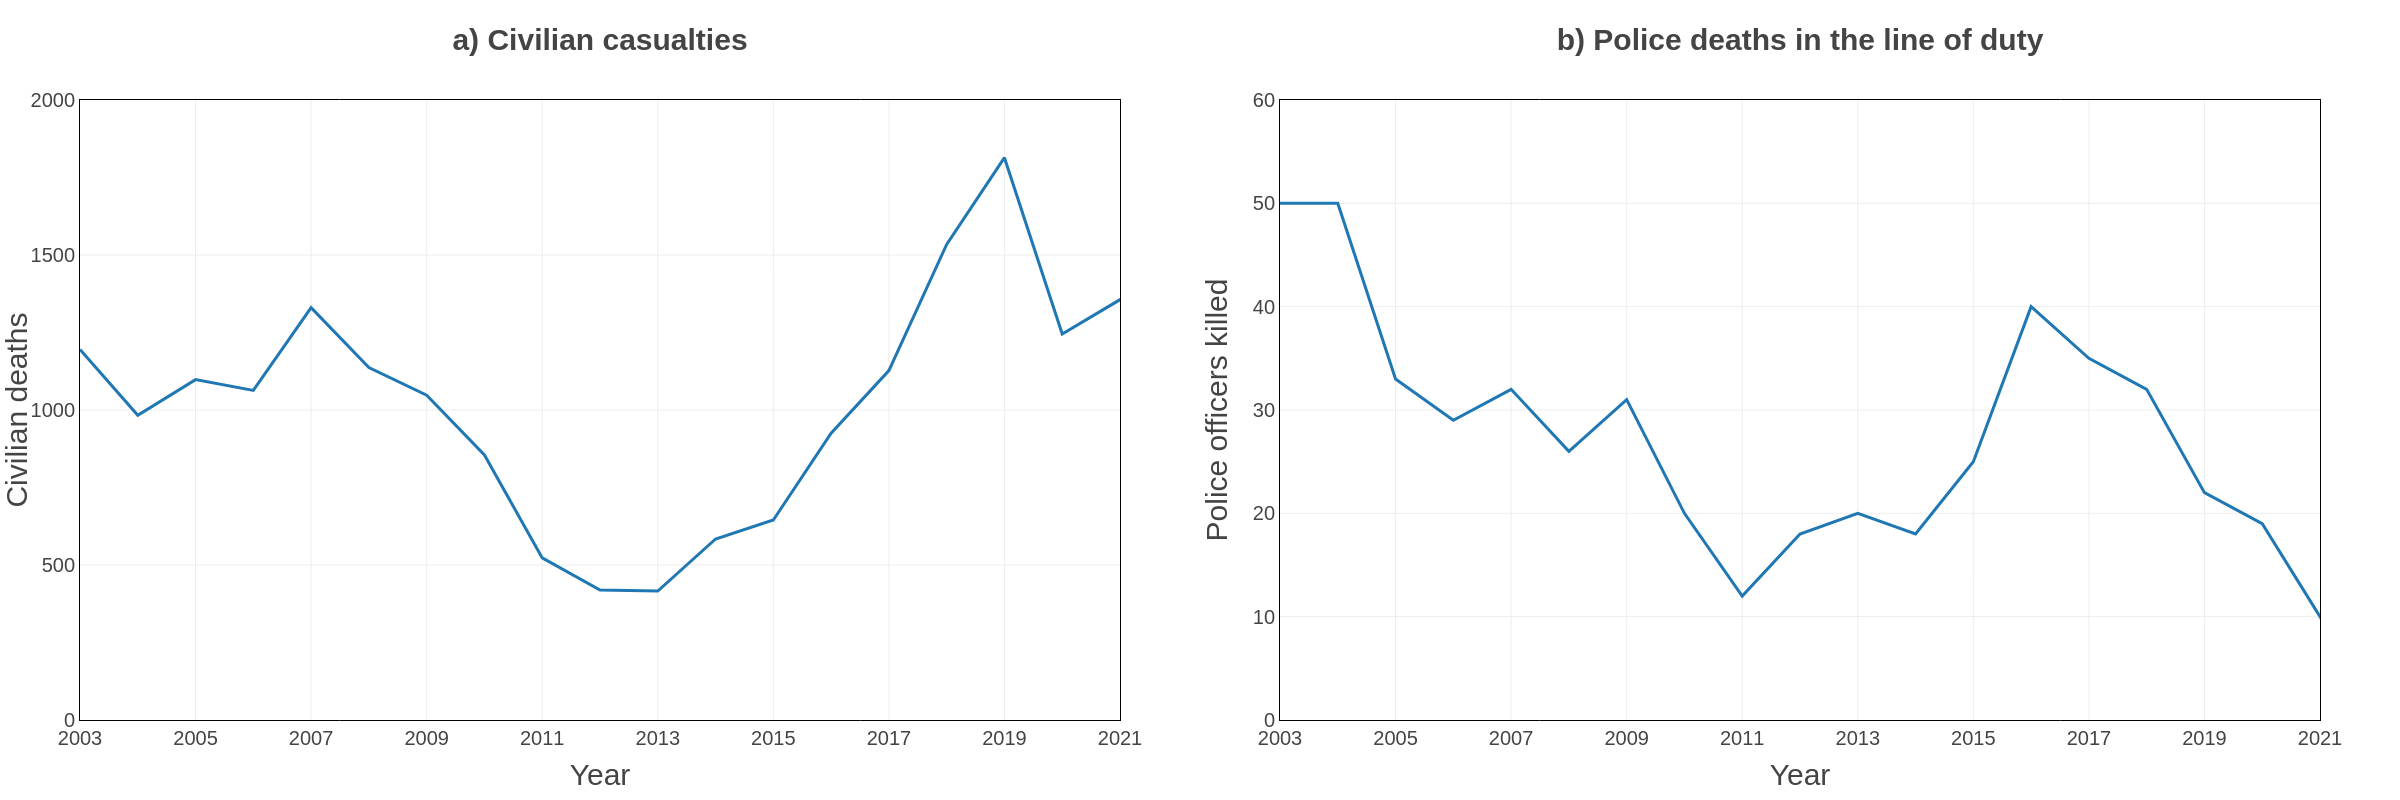 a) Civilian casualties
Civilian deaths
2000
1500
1000
500
0
2003 2005 2007 2009 2011 2013 2015 2017 2019 2021
Year
b) Police deaths in the line of duty
Police officers killed
60
50
40
30
20
10
0
2003 2005 2007 2009 2011 2013 2015 2017 2019 2021
Year